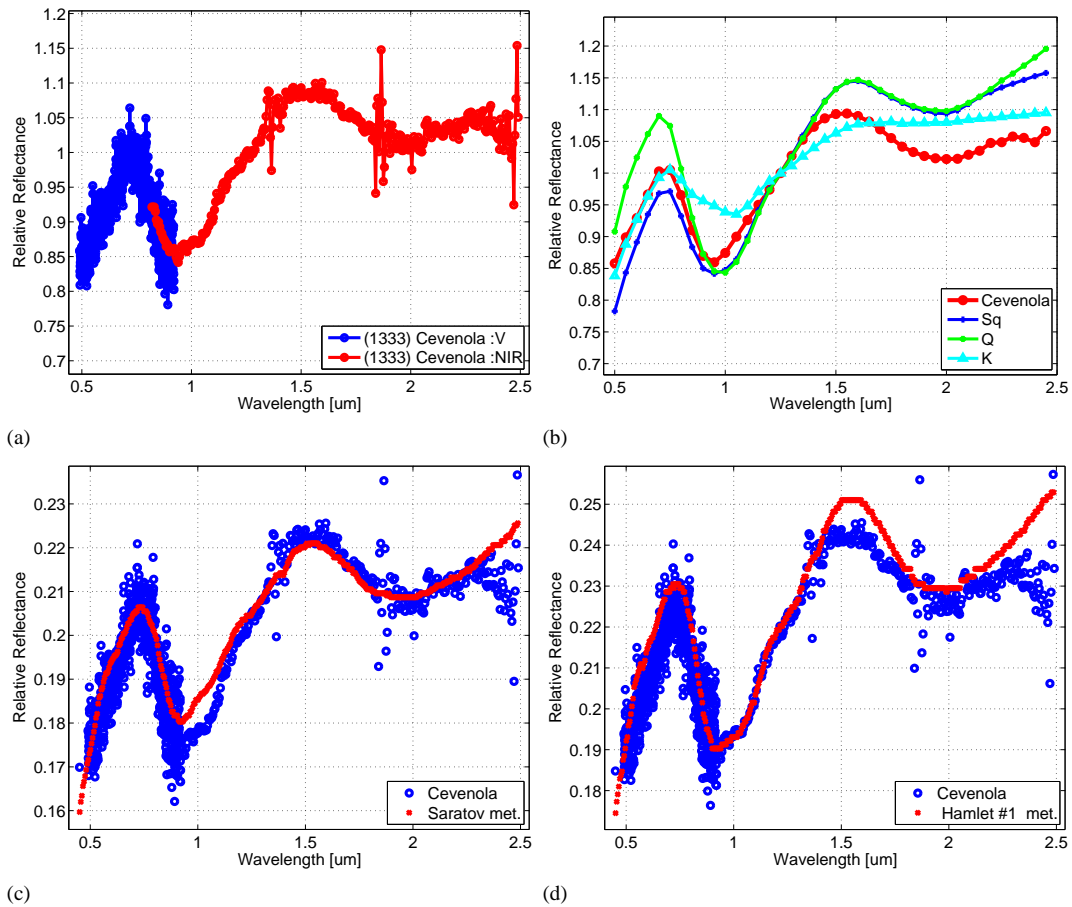 1.2
1.15
1.1
1.05
1
0.95
0.9
0.85
0.8
0.75
0.7
Relative Reflectance
0.5 1 1.5 2 2.5
Wavelength [um]
(1333) Cevenola :V
(1333) Cevenola :NIR
(a)
1.2
1.15
1.1
1.05
1
0.95
0.9
0.85
0.8
0.75
0.7
Relative Reflectance
0.5 1 1.5 2 2.5
Wavelength [um]
Cevenola
Sq
Q
K
(b)
0.23
0.22
0.21
0.2
0.19
0.18
0.17
0.16
Relative Reflectance
0.5 1 1.5 2 2.5
Wavelength [um]
Cevenola
Saratov met.
(c)
0.25
0.24
0.23
0.22
0.21
0.2
0.19
0.18
Relative Reflectance
0.5 1 1.5 2 2.5
Wavelength [um]
Cevenola
Hamlet #1 met.
(d)